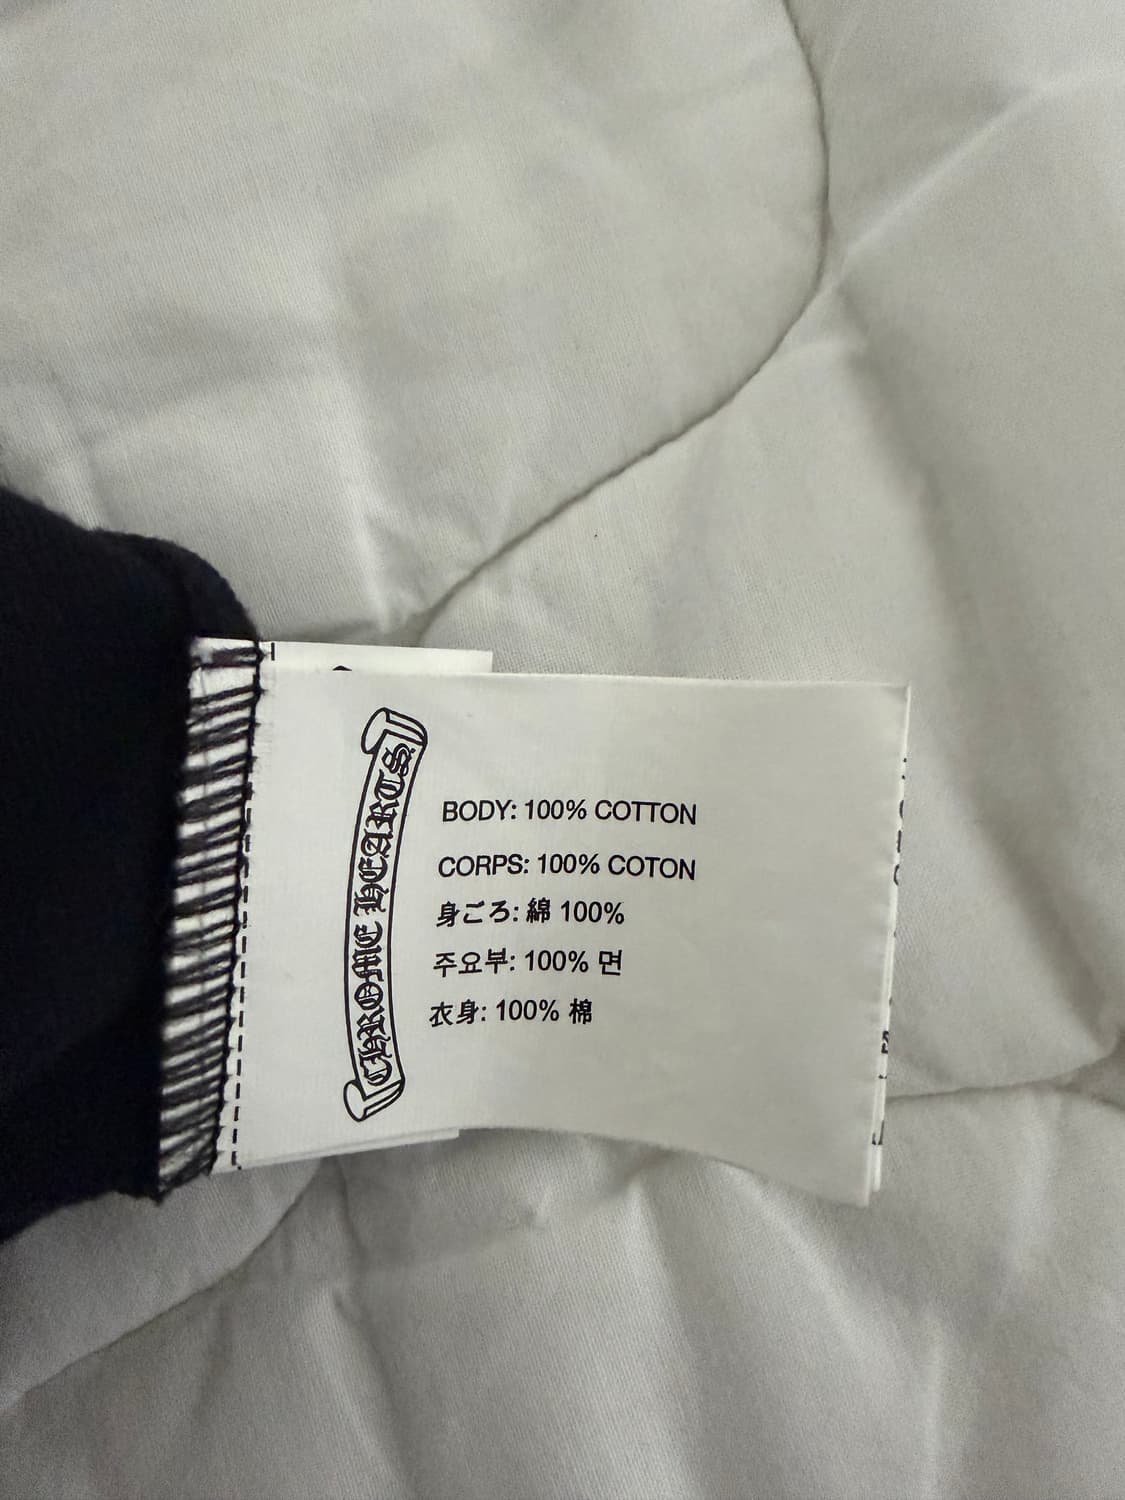 CHROME HEARTS
BODY: 100% COTTON
CORPS: 100% COTON
身ごろ: 綿 100%
주요부: 100% 면
衣身: 100% 棉